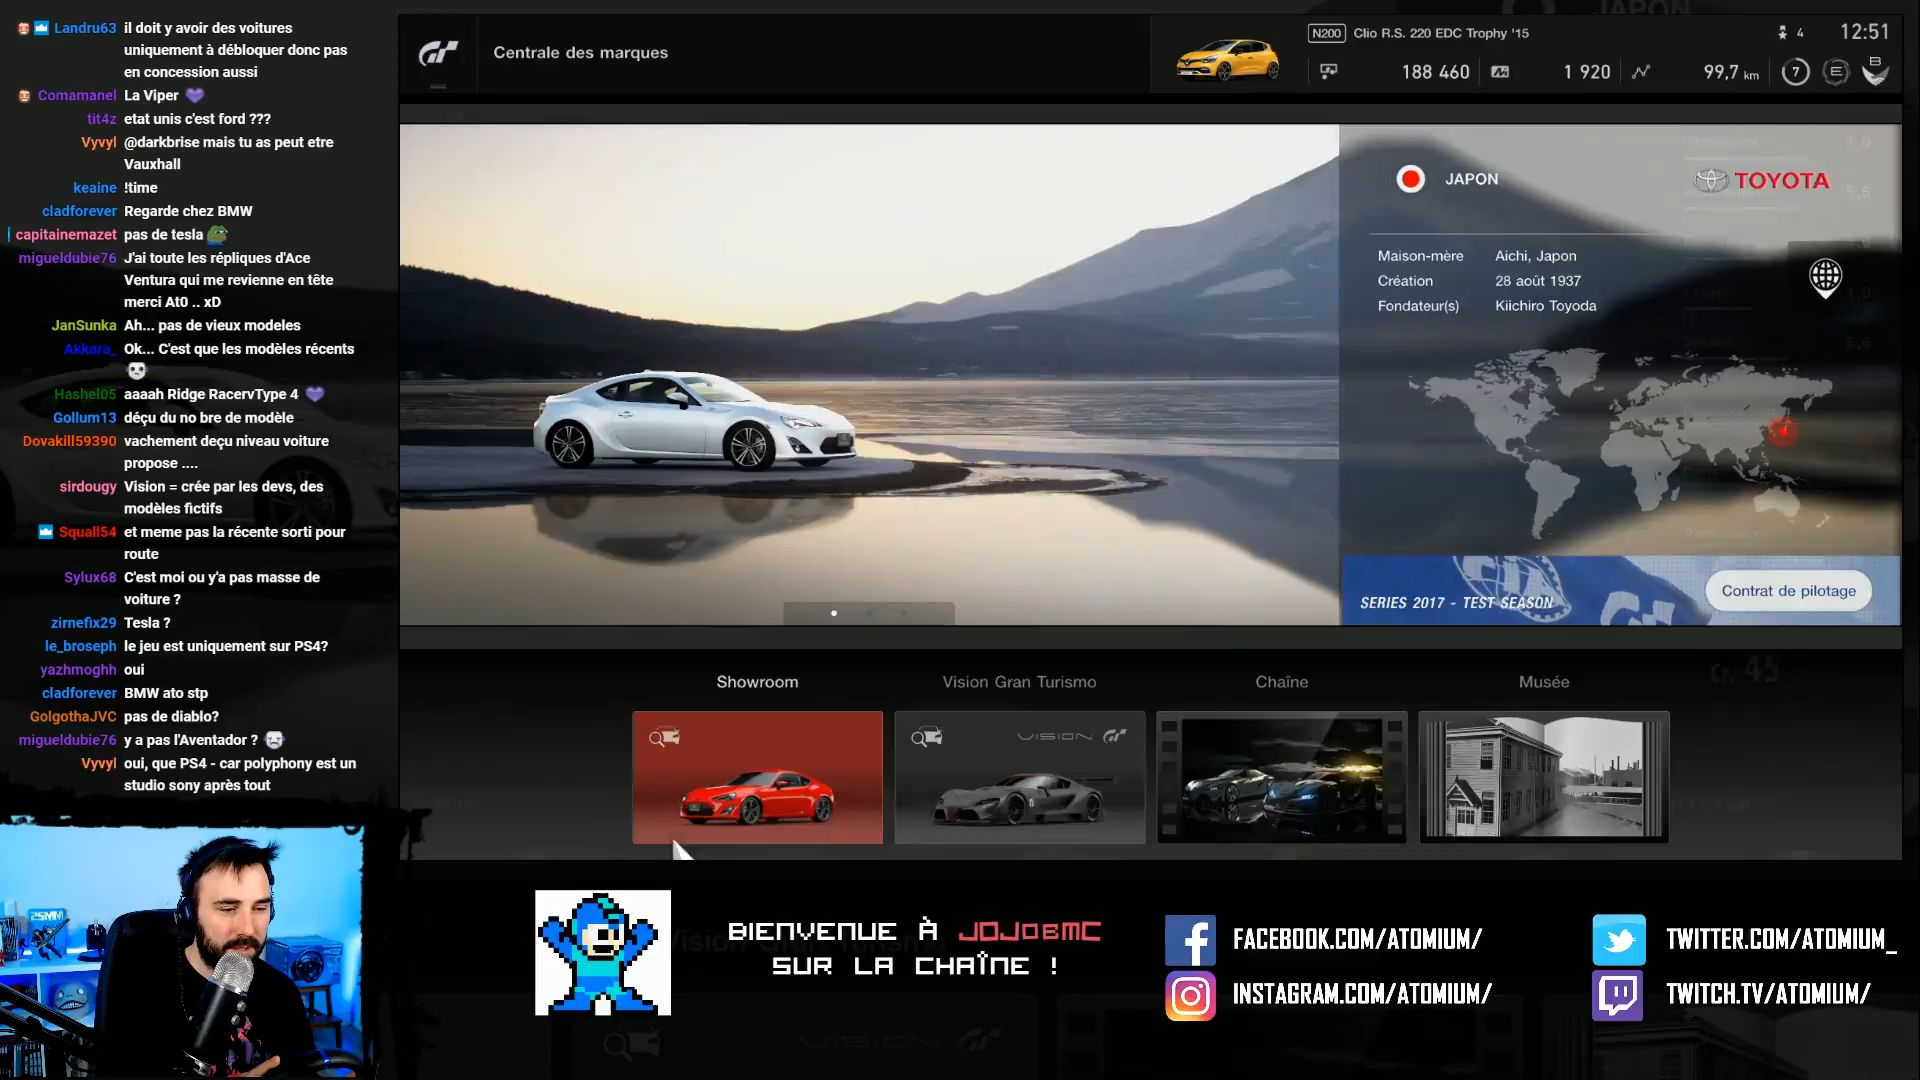 Landru63 il doit y avoir des voitures
uniquement à débloquer donc pas
en concession aussi
Comamanel La Viper
tit4z etat unis c'est ford ???
Vyvyl @darkbrise mais tu as peut etre
Vauxhall
keaine !time
cladforever Regarde chez BMW
capitainemazet pas de tesla
migueldubie76 J'ai toute les répliques d'Ace
Ventura qui me revienne en tête
merci At0 .. xD
JanSunka Ah... pas de vieux modeles
Akkara_ Ok... C'est que les modèles récents
Hashel05 aaaah Ridge RacervType 4
Gollum13 déçu du no bre de modèle
Dovakill59390 vachement deçu niveau voiture
propose ....
sirdougy Vision = crée par les devs, des
modèles fictifs
Squall54 et meme pas la récente sorti pour
route
Sylux68 C'est moi ou y'a pas masse de
voiture ?
zirnefix29 Tesla ?
le_broseph le jeu est uniquement sur PS4?
yazhmoghh oui
cladforever BMW ato stp
GolgothaJVC pas de diablo?
migueldubie76 y a pas l'Aventador ?
Vyvyl oui, que PS4 - car polyphony est un
studio sony après tout
Centrale des marques
N200 Clio R.S. 220 EDC Trophy '15
4 12:51
188 460 1 920 99,7 km 7 E B
JAPON TOYOTA
Maison-mère Aichi, Japon
Création 28 août 1937
Fondateur(s) Kiichiro Toyoda
SERIES 2017 - TEST SEASON
Contrat de pilotage
Showroom Vision Gran Turismo Chaîne Musée
VISION GT
Cr. 45
25MM
BIENVENUE À JOJOBMC
SUR LA CHAÎNE !
FACEBOOK.COM/ATOMIUM/
INSTAGRAM.COM/ATOMIUM/
TWITTER.COM/ATOMIUM_
TWITCH.TV/ATOMIUM/